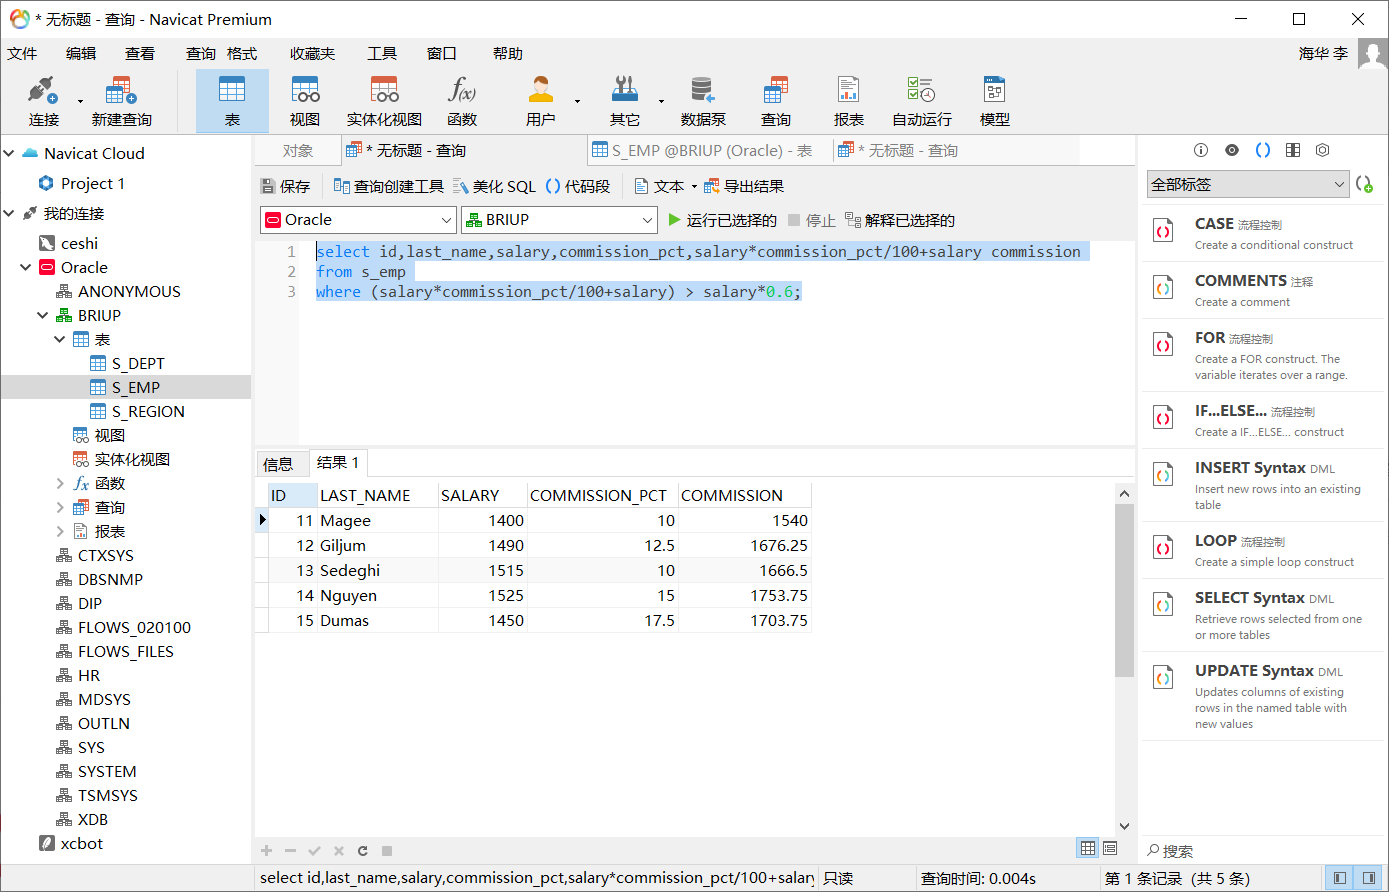 * 无标题 - 查询 - Navicat Premium
文件 编辑 查看 查询 格式 收藏夹 工具 窗口 帮助 海华 李
连接 新建查询 表 视图 实体化视图 函数 用户 其它 数据泵 查询 报表 自动运行 模型
f(x)
Navicat Cloud
Project 1
我的连接
ceshi
Oracle
ANONYMOUS
BRIUP
表
S_DEPT
S_EMP
S_REGION
视图
实体化视图
fx 函数
查询
报表
CTXSYS
DBSNMP
DIP
FLOWS_020100
FLOWS_FILES
HR
MDSYS
OUTLN
SYS
SYSTEM
TSMSYS
XDB
xcbot
对象 * 无标题 - 查询 S_EMP @BRIUP (Oracle) - 表 * 无标题 - 查询
保存 查询创建工具 美化 SQL () 代码段 文本 导出结果
Oracle BRIUP 运行已选择的 停止 解释已选择的
1 select id,last_name,salary,commission_pct,salary*commission_pct/100+salary commission
2 from s_emp
3 where (salary*commission_pct/100+salary) > salary*0.6;
信息 结果 1
ID LAST_NAME SALARY COMMISSION_PCT COMMISSION
11 Magee 1400 10 1540
12 Giljum 1490 12.5 1676.25
13 Sedeghi 1515 10 1666.5
14 Nguyen 1525 15 1753.75
15 Dumas 1450 17.5 1703.75
select id,last_name,salary,commission_pct,salary*commission_pct/100+salary 只读 查询时间: 0.004s 第 1 条记录 (共 5 条)
全部标签
CASE 流程控制
Create a conditional construct
COMMENTS 注释
Create a comment
FOR 流程控制
Create a FOR construct. The
variable iterates over a range.
IF...ELSE... 流程控制
Create a IF...ELSE... construct
INSERT Syntax DML
Insert new rows into an existing
table
LOOP 流程控制
Create a simple loop construct
SELECT Syntax DML
Retrieve rows selected from one
or more tables
UPDATE Syntax DML
Updates columns of existing
rows in the named table with
new values
搜索